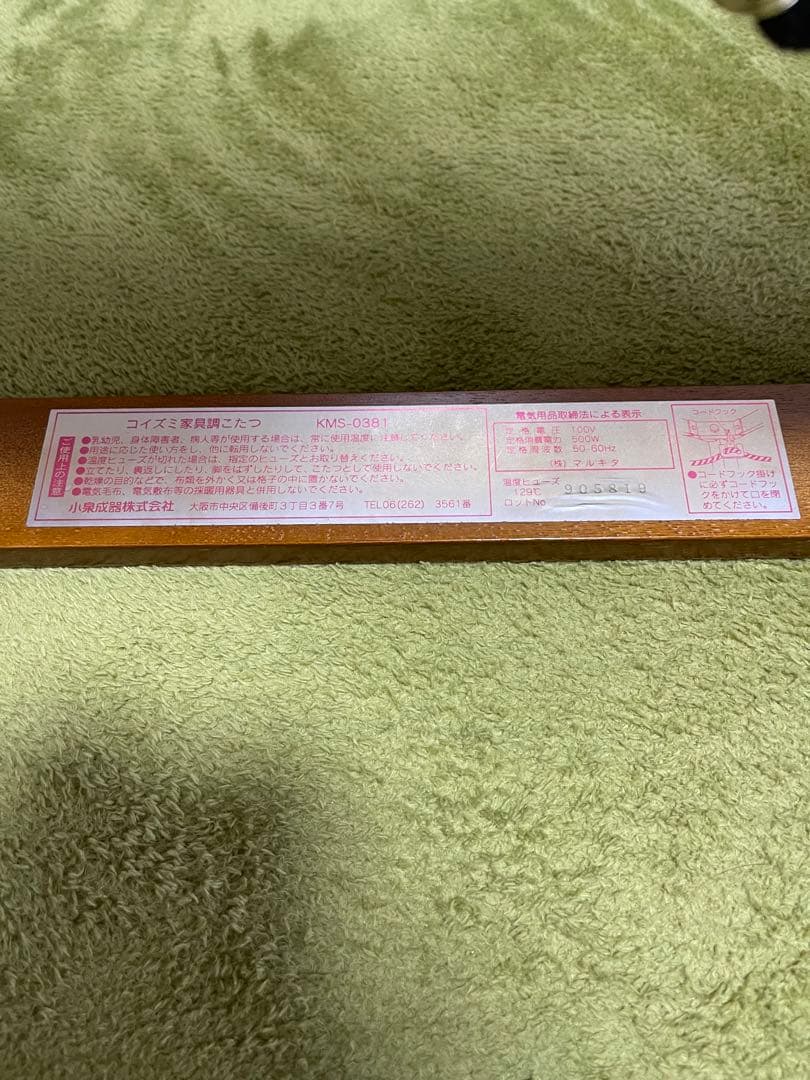 コイズミ家具調こたつ KMS-0381
ご使用上の注意
●乳幼児、身体障害者、病人等が使用する場合は、常に使用温度に注意してください。
●用途に応じた使い方をし、他に転用しないでください。
●温度ヒューズが切れた場合は、指定のヒューズとお取り替えください。
●立てたり、裏返しにしたり、脚をはずしたりして、こたつとして使用しないでください。
●乾燥の目的などで、布類を外かく又は格子の中に置かないでください。
●電気毛布、電気敷布等の採暖用器具と併用しないでください。
小泉成器株式会社 大阪市中央区備後町3丁目3番7号 TEL06(262) 3561番
電気用品取締法による表示
定格電圧 100V
定格消費電力 500W
定格周波数 50-60Hz
(株) マルキタ
温度ヒューズ
129℃
ロットNo 905819
コードフック
●コードフック掛け
に必ずコードフッ
クをかけて口を閉
めてください。